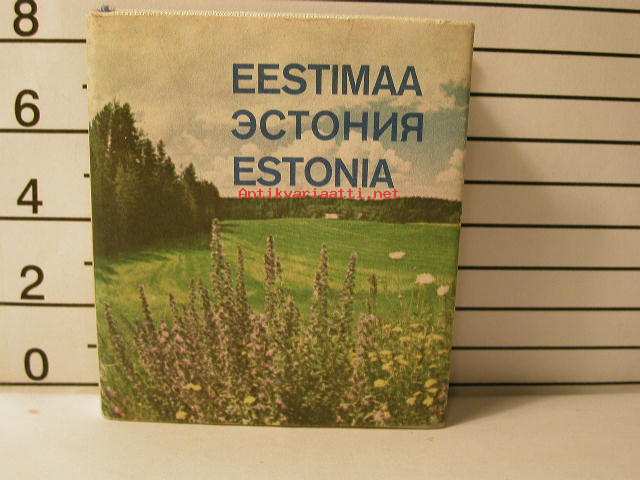 EESTIMAA
ЭСТОНИЯ
ESTONIA
Antikvariaatti.net
8
6
4
2
0